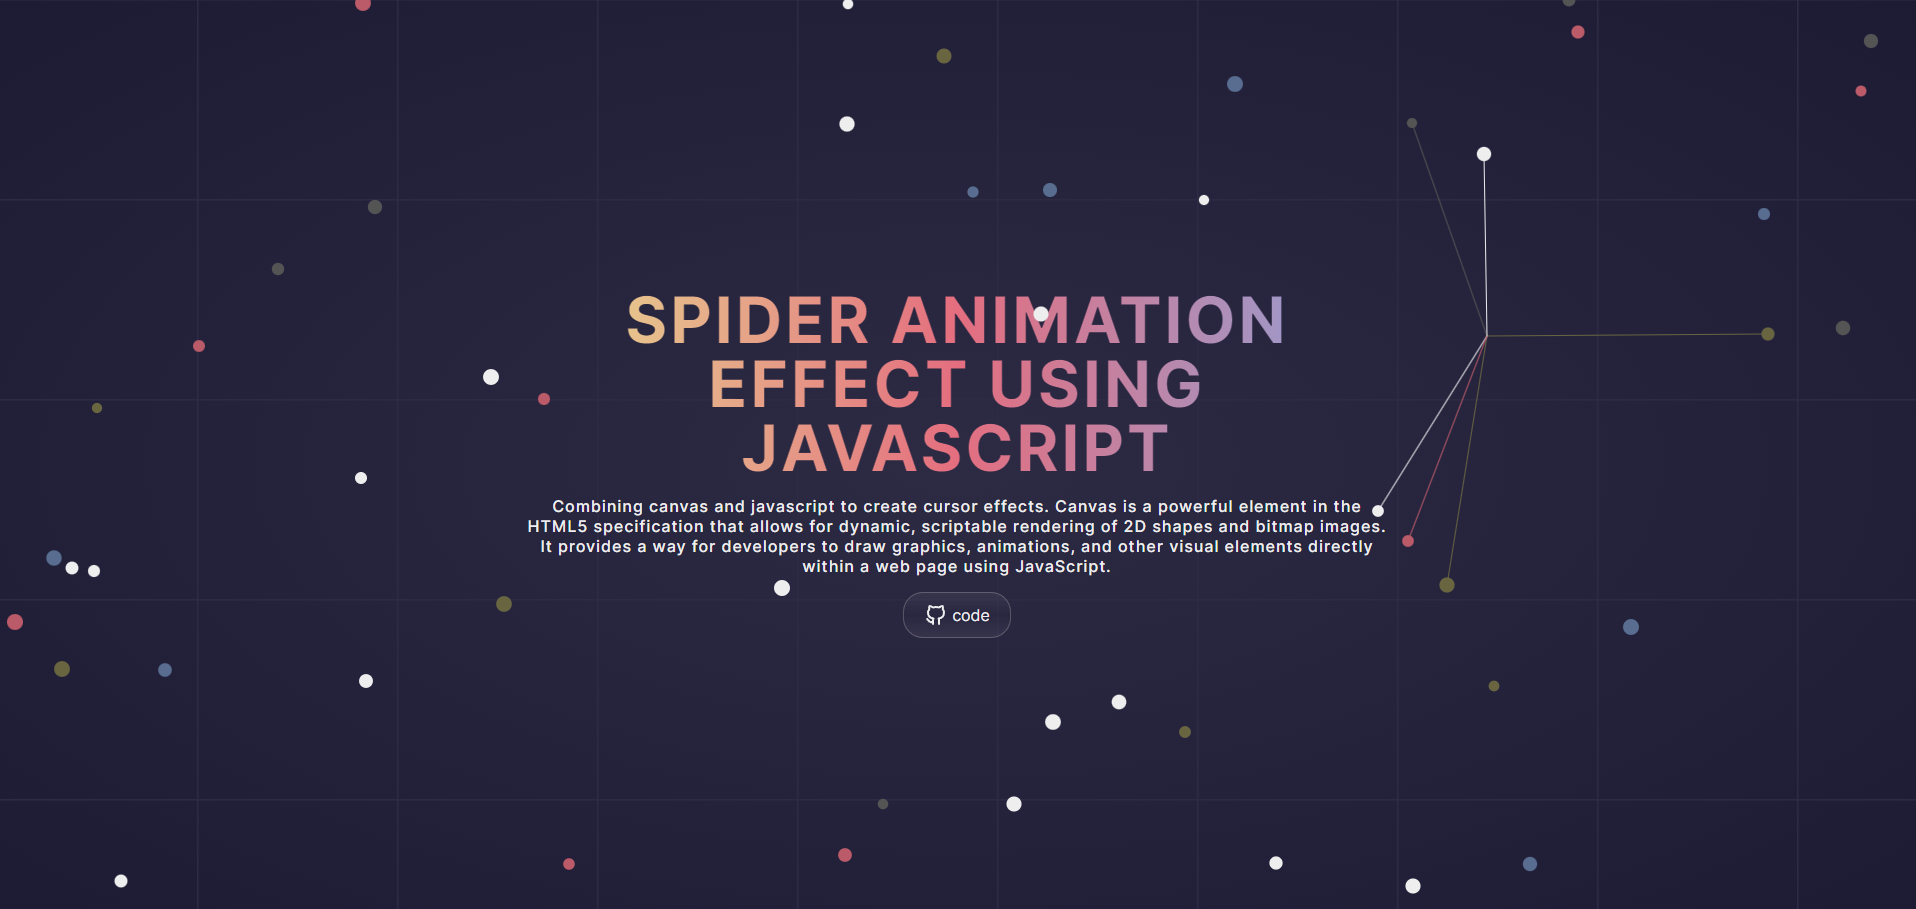 SPIDER ANIMATION
EFFECT USING
JAVASCRIPT
Combining canvas and javascript to create cursor effects. Canvas is a powerful element in the
HTML5 specification that allows for dynamic, scriptable rendering of 2D shapes and bitmap images.
It provides a way for developers to draw graphics, animations, and other visual elements directly
within a web page using JavaScript.
code